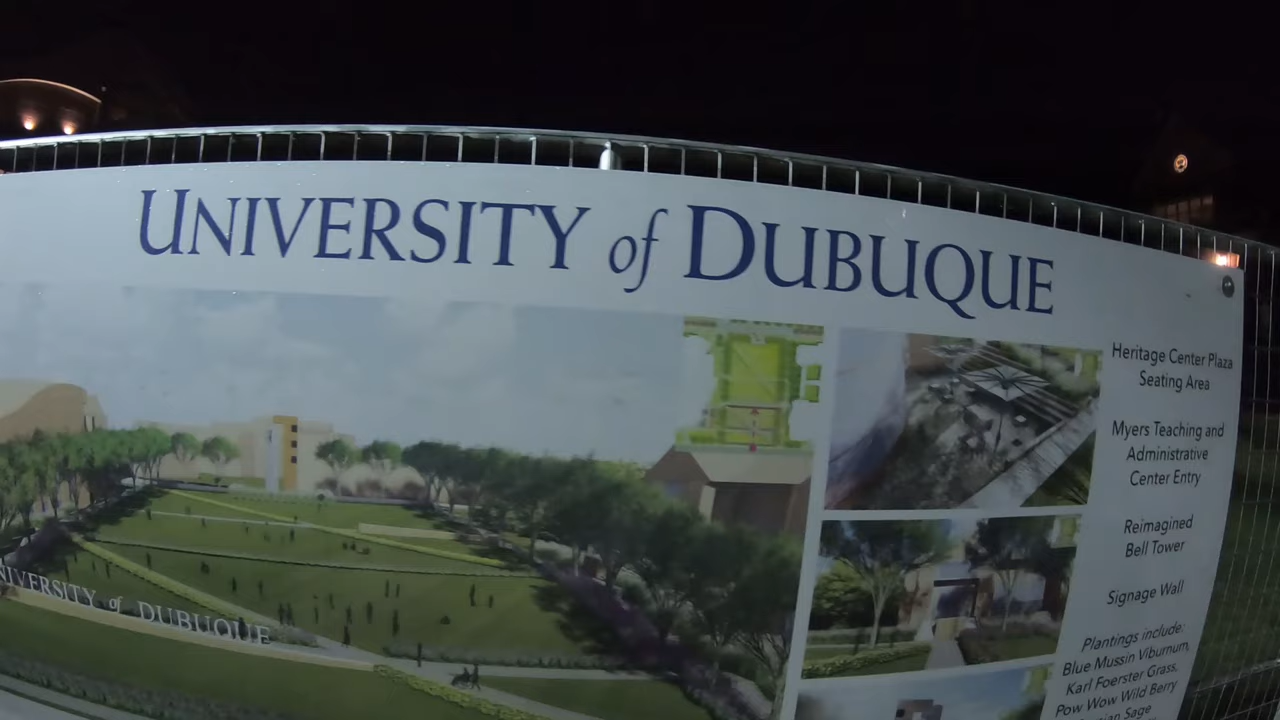 UNIVERSITY of DUBUQUE
Heritage Center Plaza
Seating Area
Myers Teaching and
Administrative
Center Entry
Reimagined
Bell Tower
Signage Wall
Plantings include:
Blue Mussin Viburnum,
Karl Foerster Grass,
Pow Wow Wild Berry
Sage
UNIVERSITY of DUBUQUE